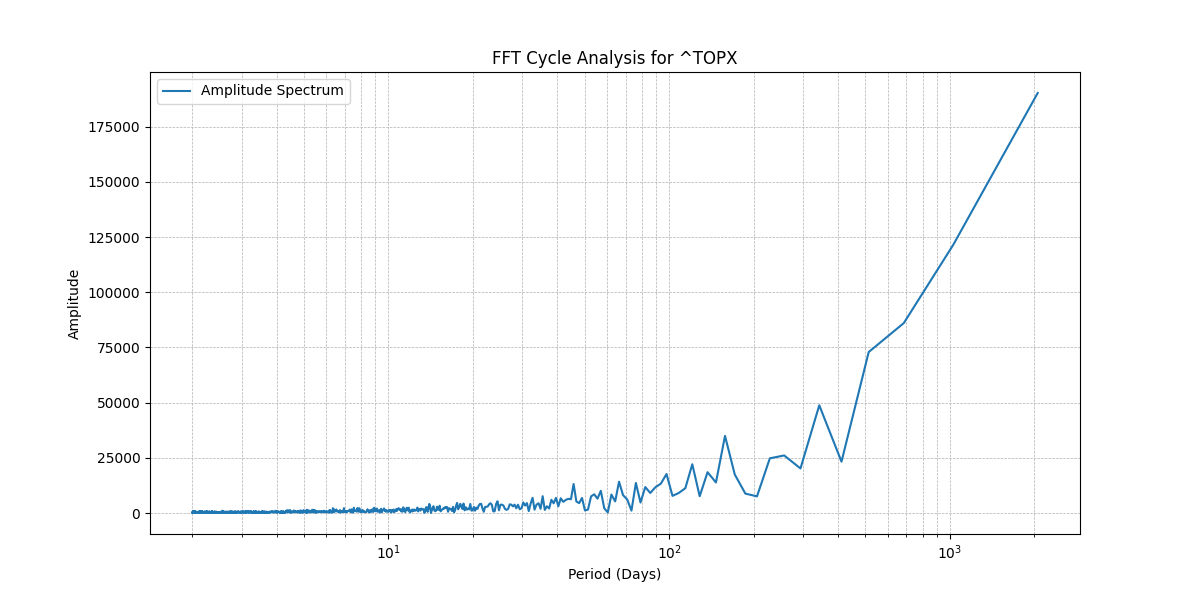 FFT Cycle Analysis for ^TOPX
Amplitude Spectrum
175000
150000
125000
100000
75000
50000
25000
0
Amplitude
10¹
10²
10³
Period (Days)